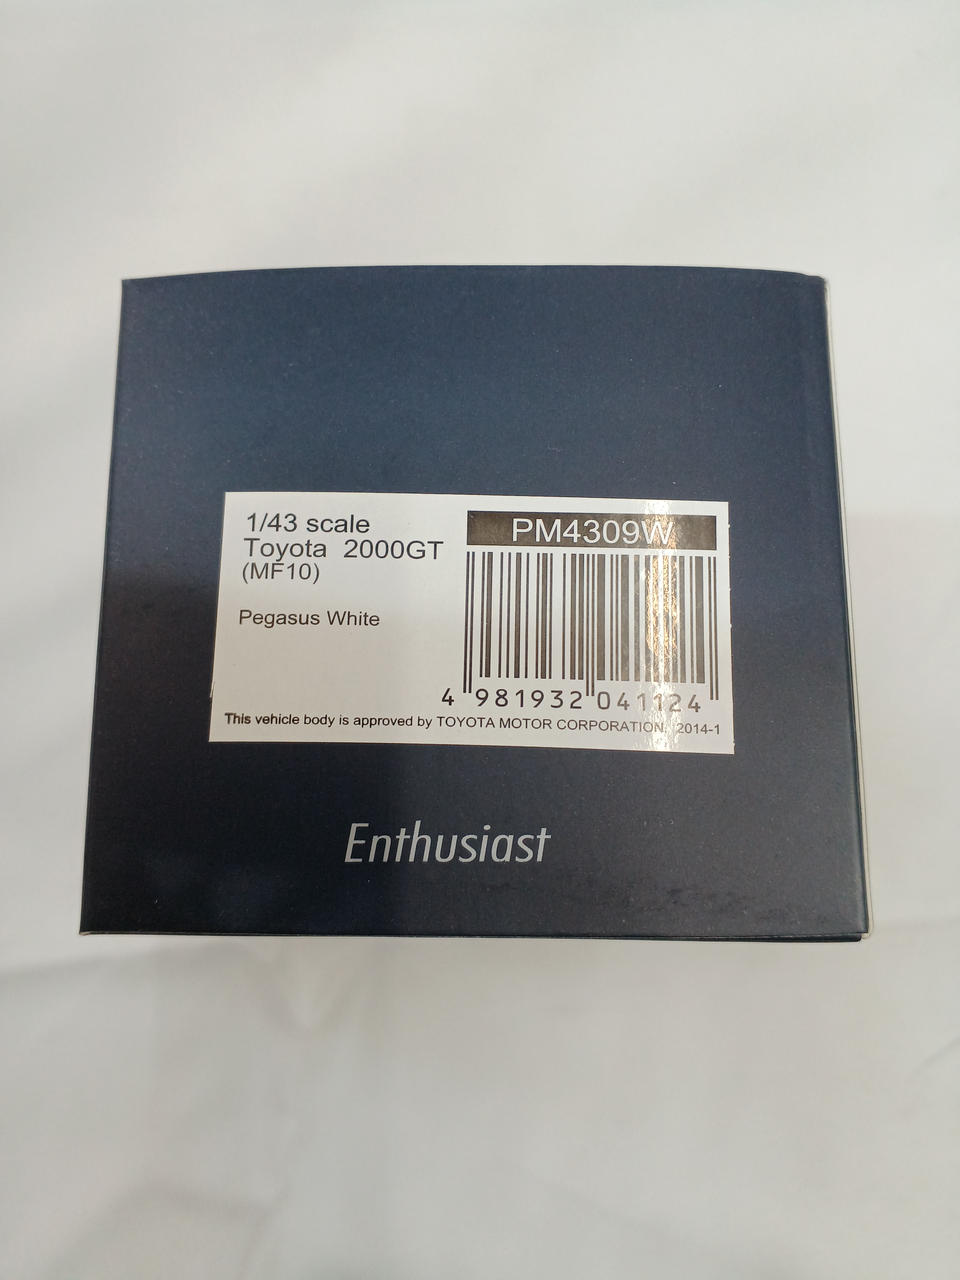 1/43 scale
Toyota 2000GT
(MF10)
Pegasus White
PM4309W
4 981932 041124
This vehicle body is approved by TOYOTA MOTOR CORPORATION. 2014-1
Enthusiast